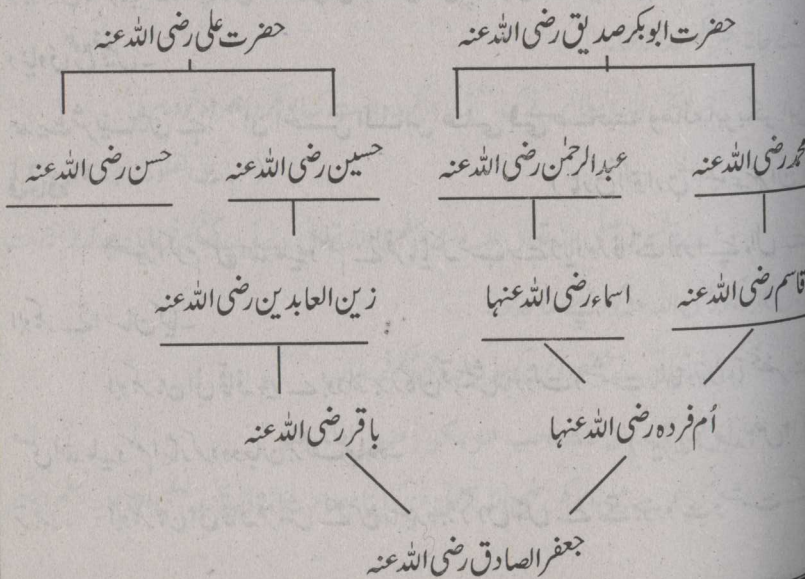 حضرت ابوبکر صدیق رضی اللہ عنہ حضرت علی رضی اللہ عنہ
محمد رضی اللہ عنہ عبدالرحمٰن رضی اللہ عنہ حسین رضی اللہ عنہ حسن رضی اللہ عنہ
قاسم رضی اللہ عنہ اسماء رضی اللہ عنہا زین العابدین رضی اللہ عنہ
اُم فردہ رضی اللہ عنہا باقر رضی اللہ عنہ
جعفر الصادق رضی اللہ عنہ